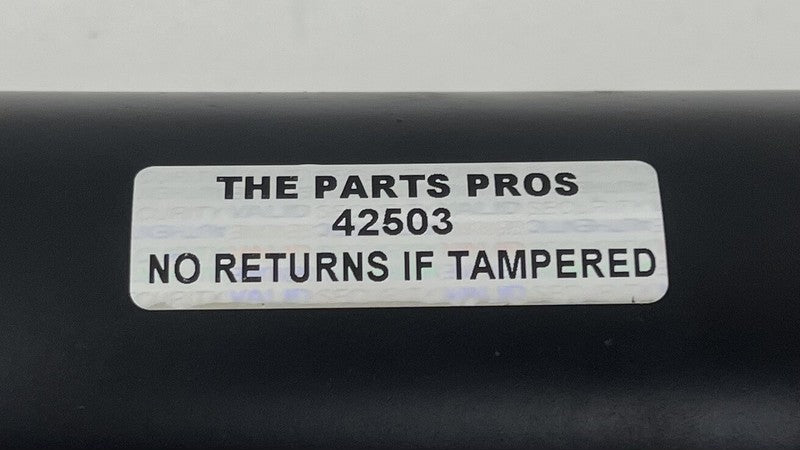 THE PARTS PROS
42503
NO RETURNS IF TAMPERED